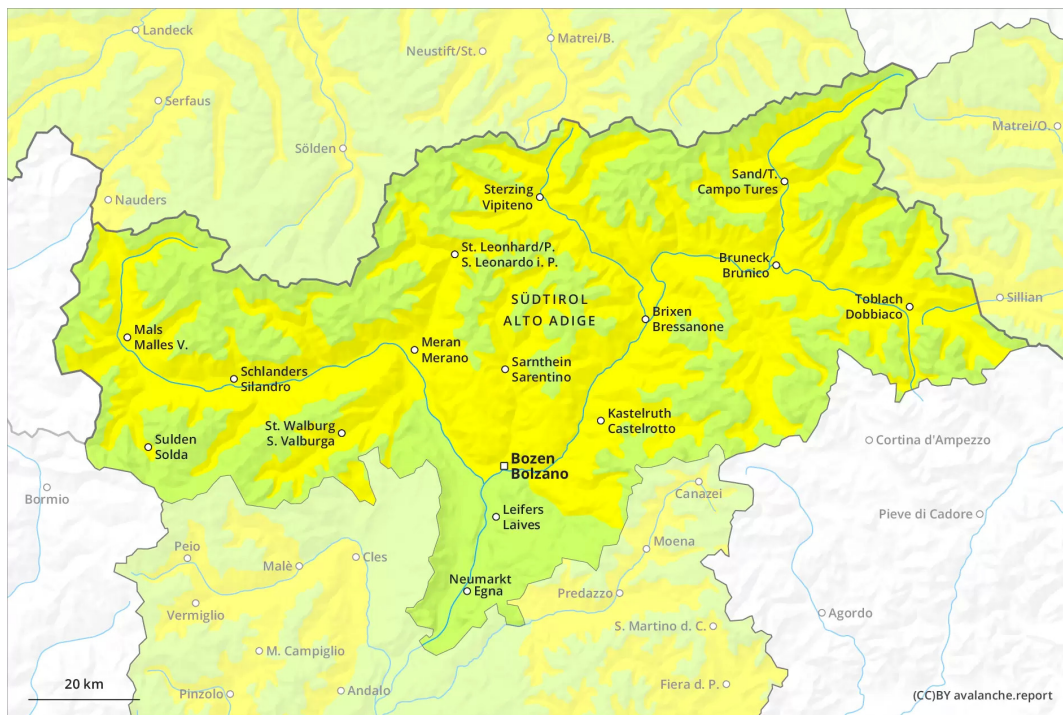 Landeck
Matrei/B.
Neustift/St.
Serfaus
Matrei/O.
Sölden
Sand/T.
Campo Tures
Sterzing
Vipiteno
Nauders
St. Leonhard/P.
S. Leonardo i. P.
Bruneck
Brunico
SÜDTIROL
ALTO ADIGE
Toblach
Dobbiaco
Sillian
Brixen
Bressanone
Mals
Malles V.
Meran
Merano
Sarnthein
Sarentino
Schlanders
Silandro
Kastelruth
Castelrotto
St. Walburg
S. Valburga
Sulden
Solda
Cortina d'Ampezzo
Bozen
Bolzano
Canazei
Bormio
Leifers
Laives
Pieve di Cadore
Moena
Peio
Cles
Malè
Neumarkt
Egna
Predazzo
Vermiglio
Agordo
S. Martino d. C.
M. Campiglio
20 km
Fiera d. P.
Andalo
Pinzolo
(CC)BY avalanche.report